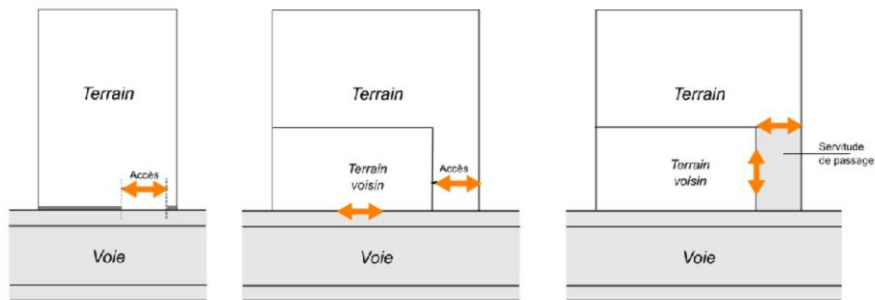 Terrain
Accès
Voie
Terrain
Terrain
voisin
Accès
Voie
Terrain
Servitude
de passage
Terrain
voisin
Voie